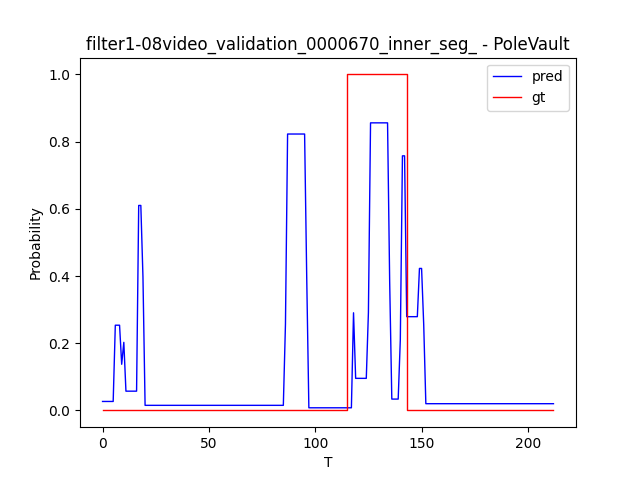 filter1-08video_validation_0000670_inner_seg_ - PoleVault
pred
gt
1.0
0.8
0.6
0.4
0.2
0.0
Probability
0
50
100
150
200
T